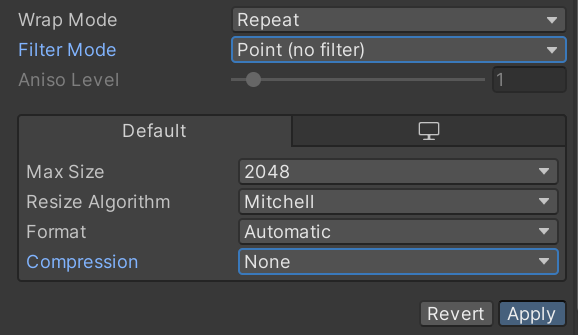 Wrap Mode Repeat
Filter Mode Point (no filter)
Aniso Level 1
Default
Max Size 2048
Resize Algorithm Mitchell
Format Automatic
Compression None
Revert Apply